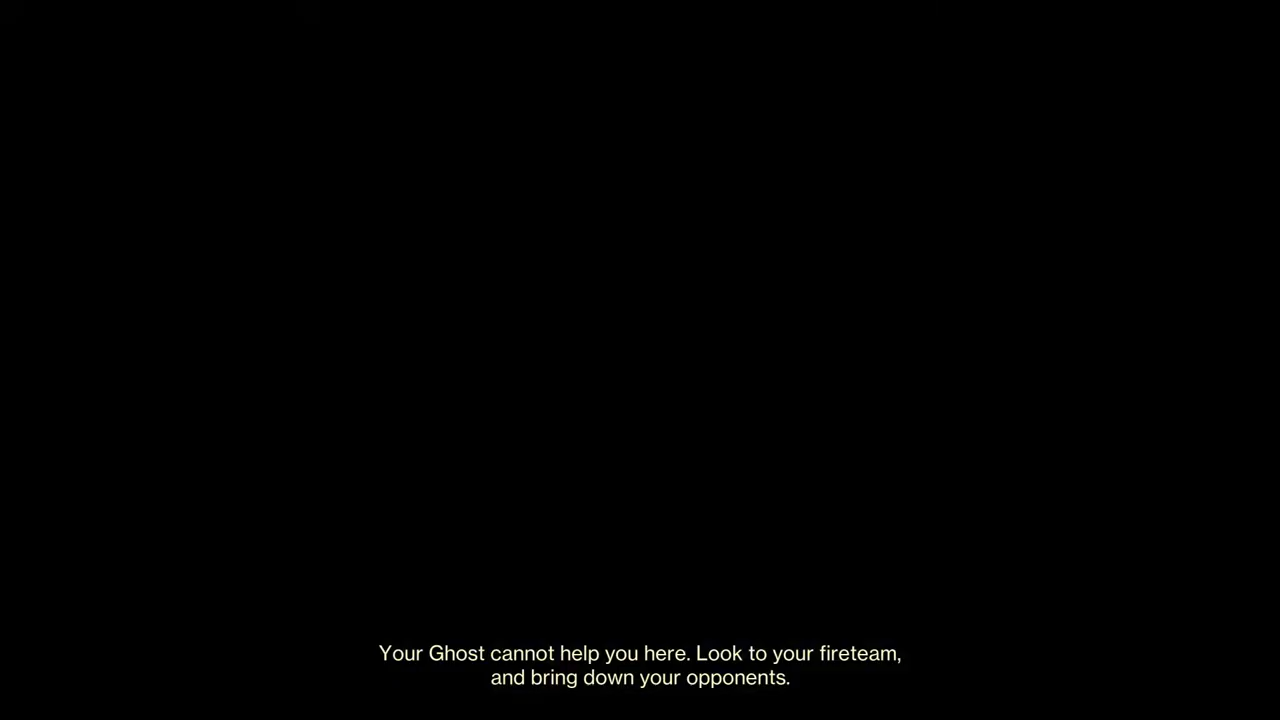 Your Ghost cannot help you here. Look to your fireteam,
and bring down your opponents.